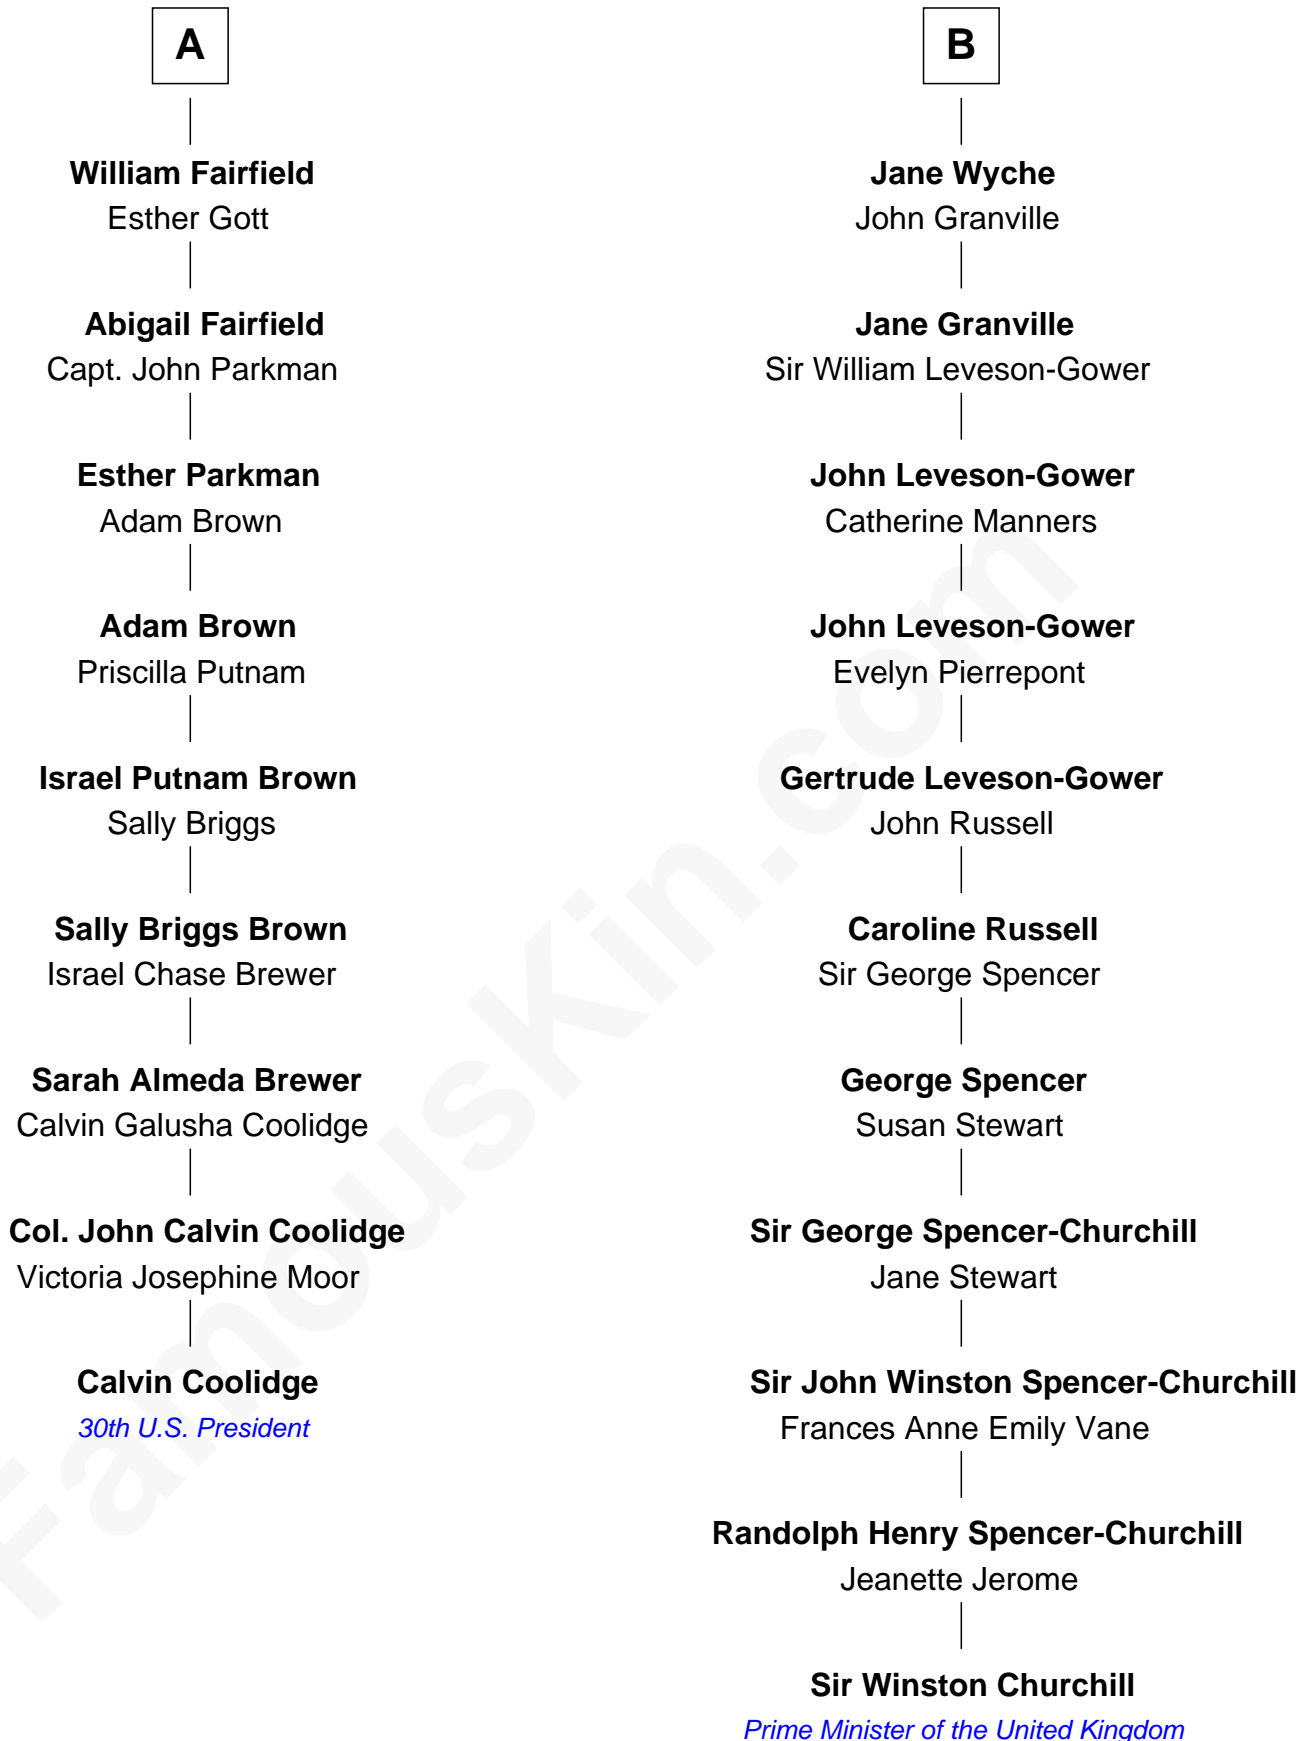 A
William Fairfield
Esther Gott
Abigail Fairfield
Capt. John Parkman
Esther Parkman
Adam Brown
Adam Brown
Priscilla Putnam
Israel Putnam Brown
Sally Briggs
Sally Briggs Brown
Israel Chase Brewer
Sarah Almeda Brewer
Calvin Galusha Coolidge
Col. John Calvin Coolidge
Victoria Josephine Moor
Calvin Coolidge
30th U.S. President
B
Jane Wyche
John Granville
Jane Granville
Sir William Leveson-Gower
John Leveson-Gower
Catherine Manners
John Leveson-Gower
Evelyn Pierrepont
Gertrude Leveson-Gower
John Russell
Caroline Russell
Sir George Spencer
George Spencer
Susan Stewart
Sir George Spencer-Churchill
Jane Stewart
Sir John Winston Spencer-Churchill
Frances Anne Emily Vane
Randolph Henry Spencer-Churchill
Jeanette Jerome
Sir Winston Churchill
Prime Minister of the United Kingdom
FamousKin.com